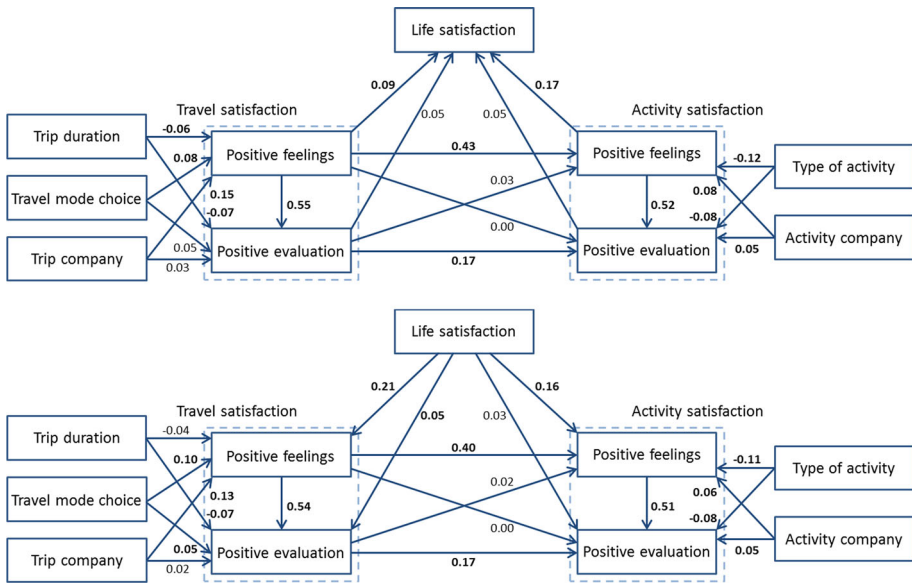 Life satisfaction
0.09
0.17
Travel satisfaction
0.05
0.05
Activity satisfaction
Trip duration
-0.06
Positive feelings
0.43
Positive feelings
-0.12
Type of activity
0.08
0.03
Travel mode choice
0.15
-0.07
0.55
0.52
0.08
-0.08
0.00
Trip company
0.05
0.03
Positive evaluation
0.17
Positive evaluation
0.05
Activity company
Life satisfaction
0.21
0.16
Travel satisfaction
0.05
0.03
Activity satisfaction
Trip duration
-0.04
Positive feelings
0.40
Positive feelings
-0.11
Type of activity
0.10
0.02
Travel mode choice
0.13
-0.07
0.54
0.51
0.06
-0.08
0.00
Trip company
0.05
0.02
Positive evaluation
0.17
Positive evaluation
0.05
Activity company